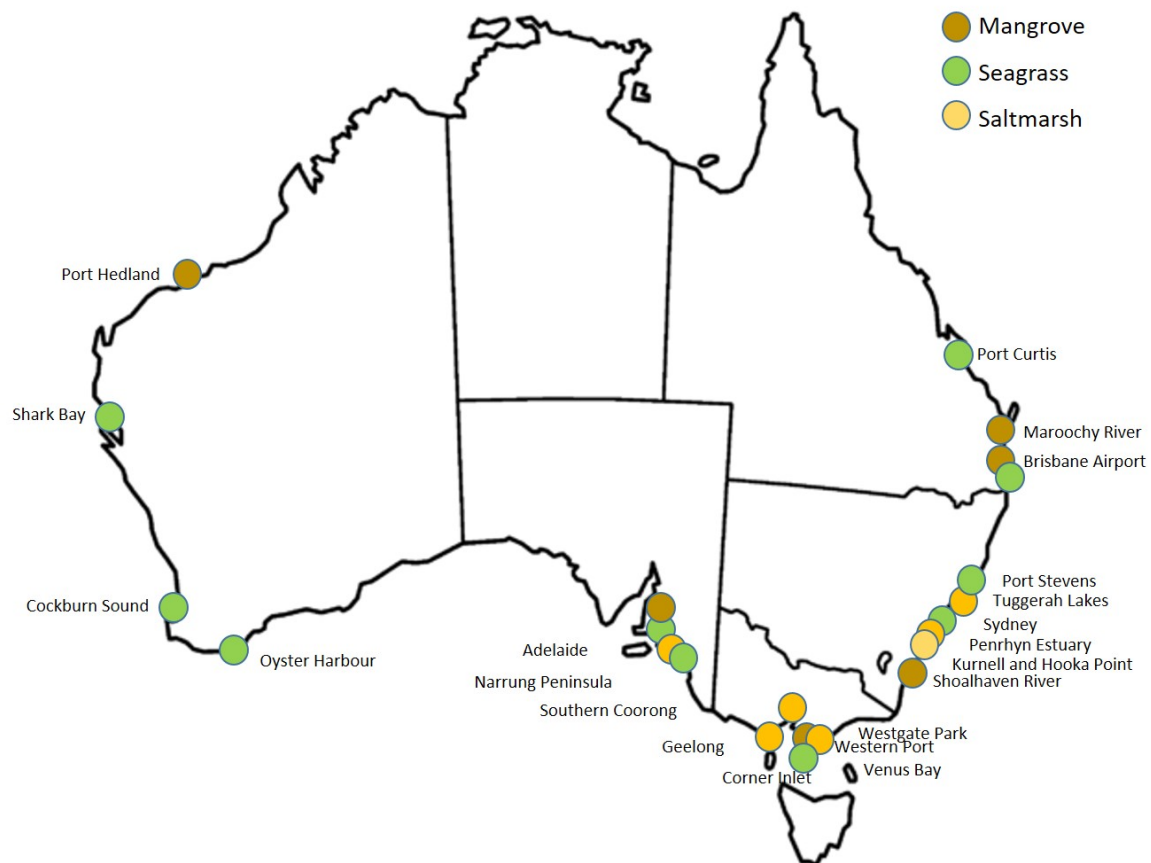 Mangrove
Seagrass
Saltmarsh
Port Hedland
Port Curtis
Shark Bay
Maroochy River
Brisbane Airport
Port Stevens
Tuggerah Lakes
Cockburn Sound
Sydney
Penrhyn Estuary
Adelaide
Oyster Harbour
Kurnell and Hooka Point
Narrung Peninsula
Shoalhaven River
Southern Coorong
Westgate Park
Geelong
Western Port
Venus Bay
Corner Inlet